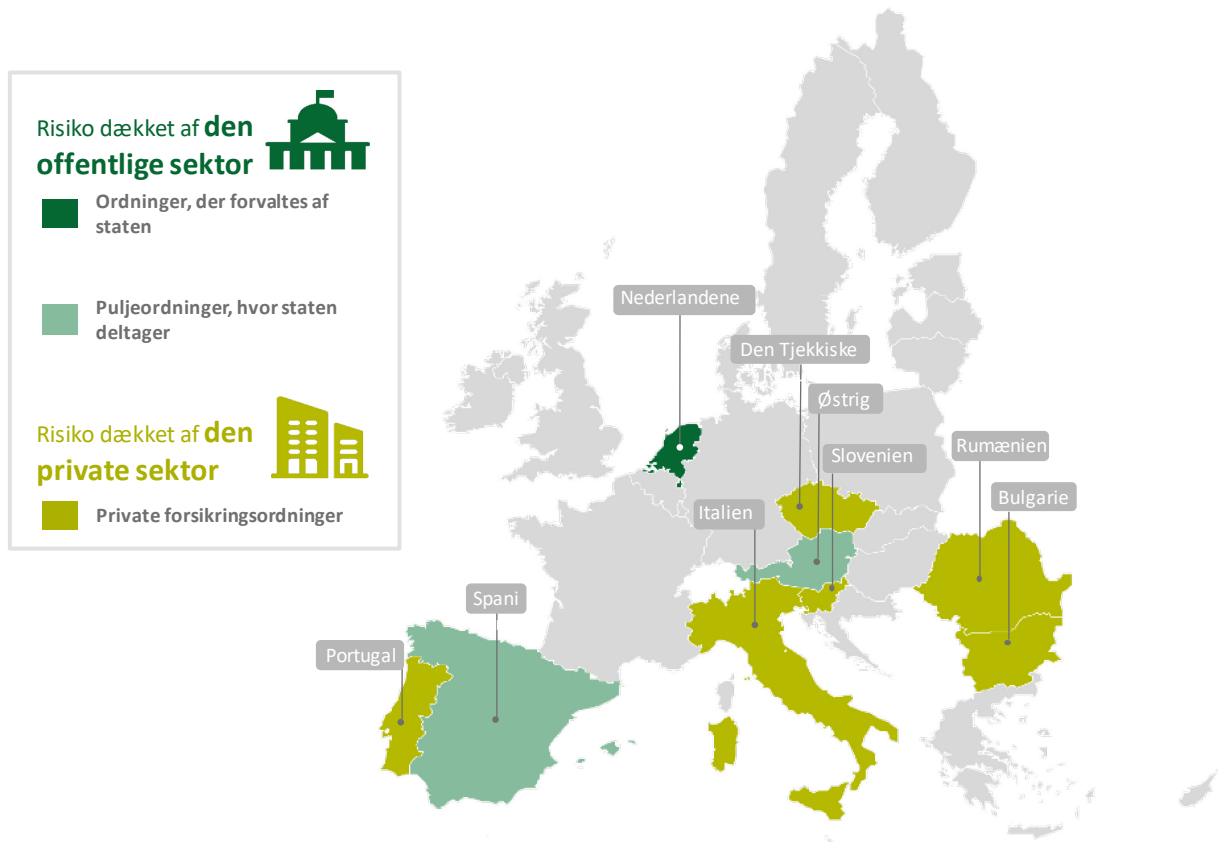 Risiko dækket af den
offentlige sektor
Ordninger, der forvaltes af
staten
Puljeordninger, hvor staten
deltager
Risiko dækket af den
private sektor
Private forsikringsordninger
Nederlandene
Den Tjekkiske
Østrig
Slovenien
Rumænien
Bulgarie
Italien
Spani
Portugal